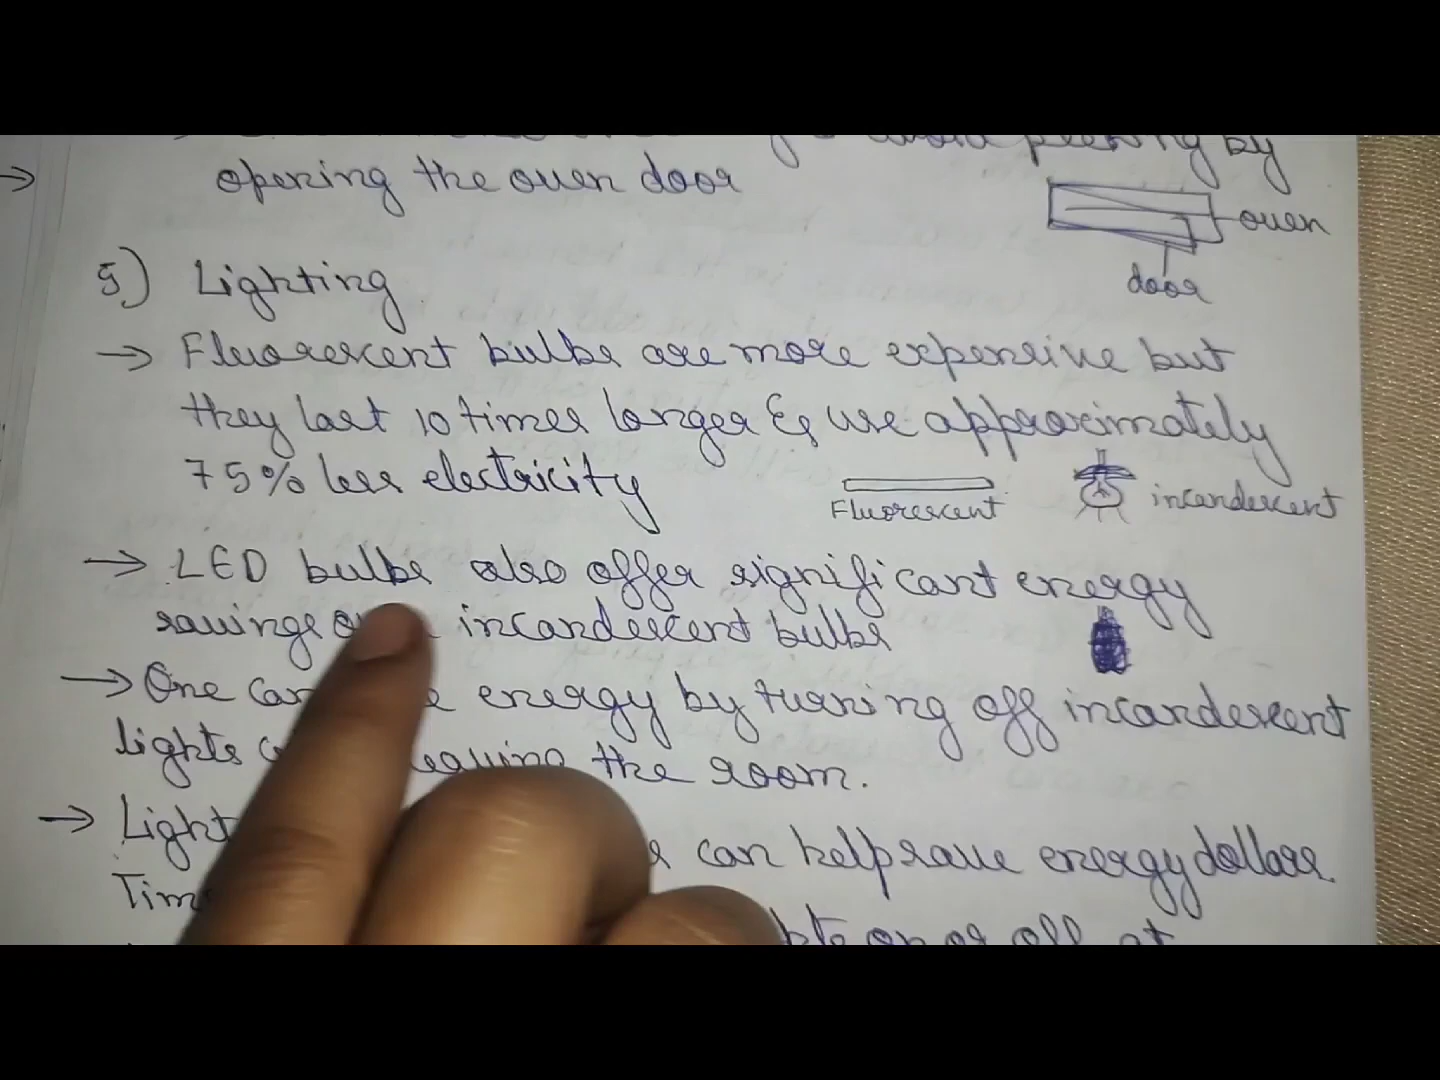 opening the oven door
oven
door
5) Lighting
→ Fluorescent bulbs are more expensive but
they last 10 times longer & use approximately
75% less electricity
Fluorescent
incandescent
→ LED bulbs also offer significant energy
savings incandescent bulbs
→ One energy by turning off incandescent
lights the room.
→ can help save energy dollars.